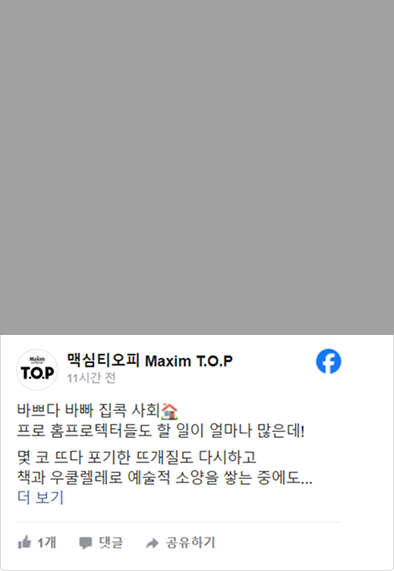 Maxim
T.O.P
맥심티오피 Maxim T.O.P
11시간 전
바쁘다 바빠 집콕 사회🏠
프로 홈프로텍터들도 할 일이 얼마나 많은데!
몇 코 뜨다 포기한 뜨개질도 다시하고
책과 우쿨렐레로 예술적 소양을 쌓는 중에도...
더 보기
1개 댓글 공유하기